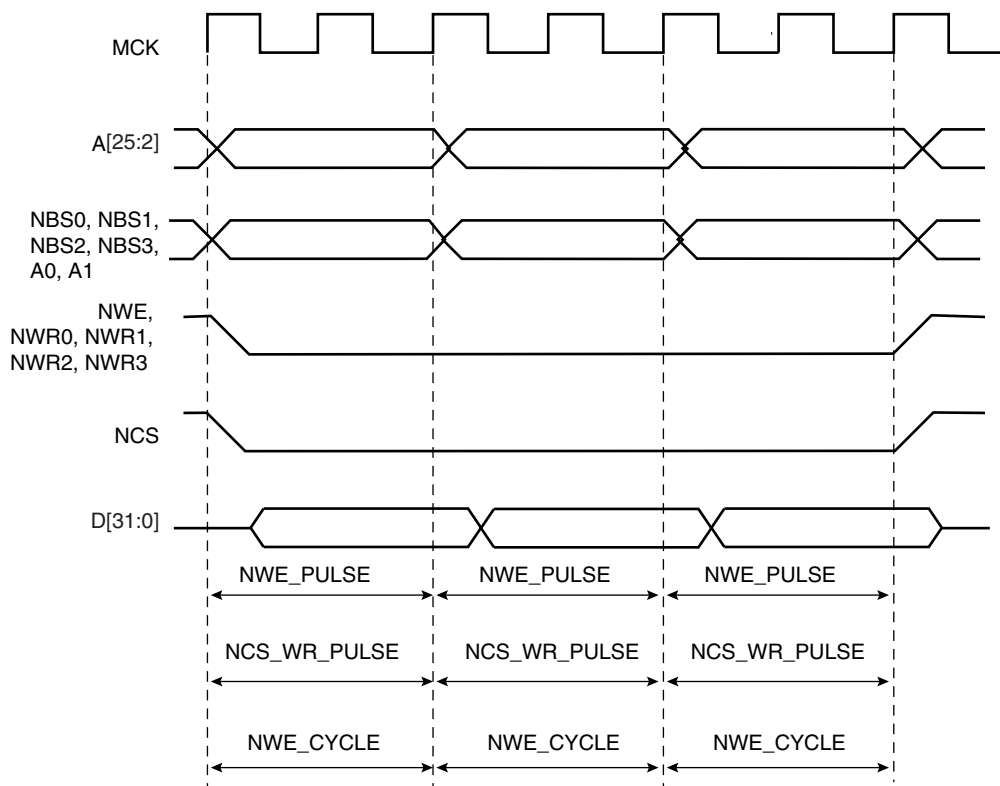 MCK
A[25:2]
NBS0, NBS1,
NBS2, NBS3,
A0, A1
NWE,
NWR0, NWR1,
NWR2, NWR3
NCS
D[31:0]
NWE_PULSE NWE_PULSE NWE_PULSE
NCS_WR_PULSE NCS_WR_PULSE NCS_WR_PULSE
NWE_CYCLE NWE_CYCLE NWE_CYCLE